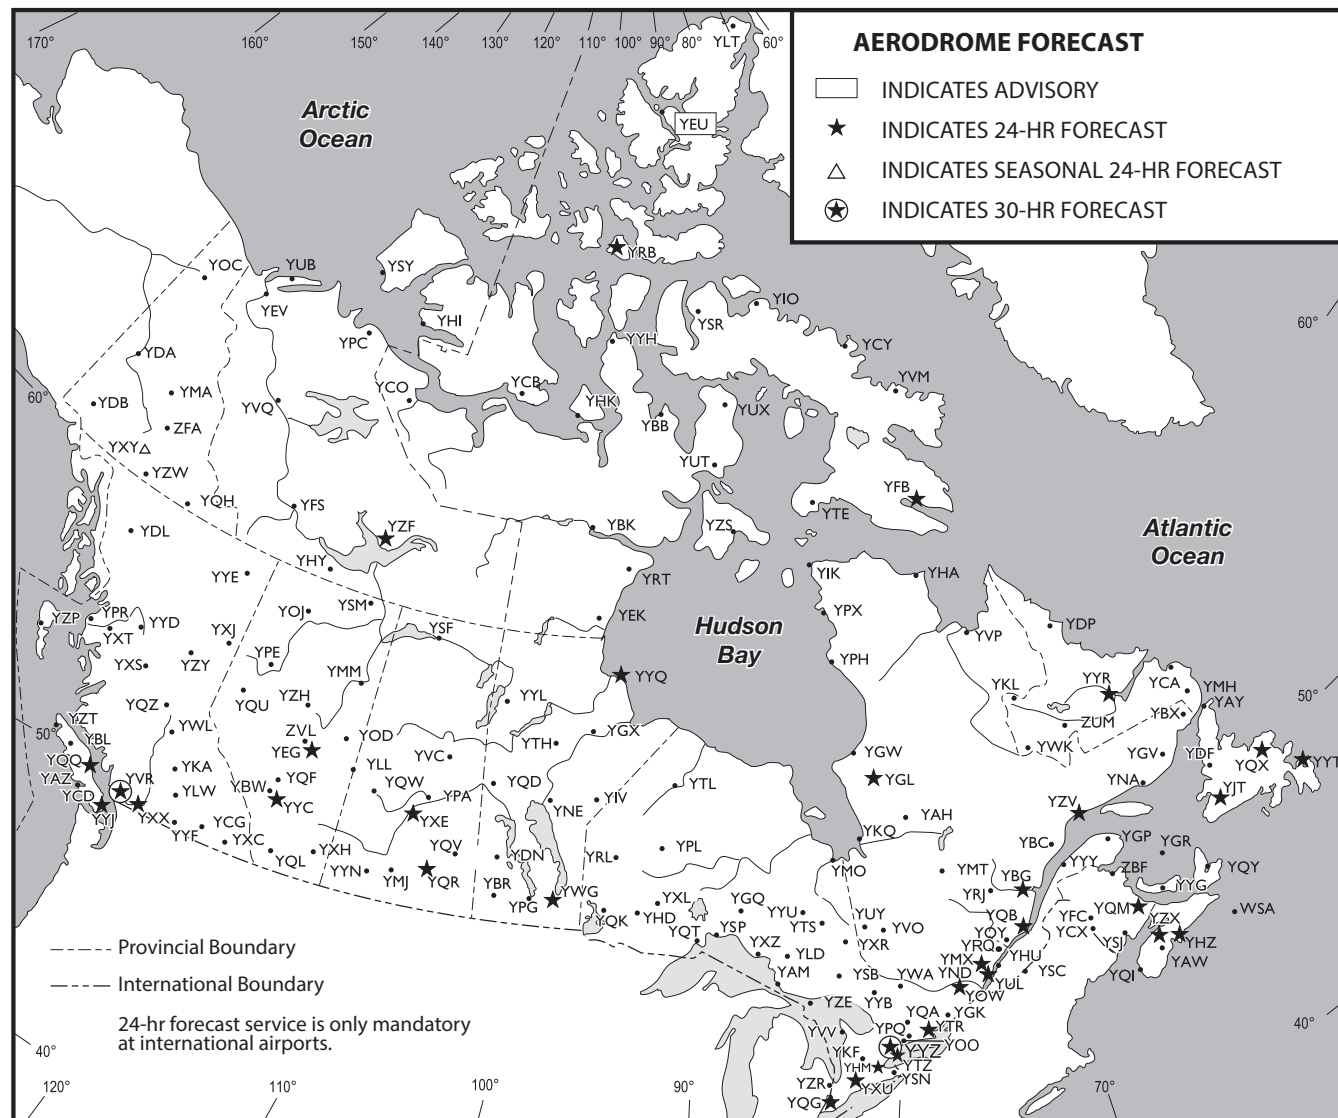 170°
160°
150°
140°
130°
120°
110°
100°
90°
80°
YLT
60°
AERODROME FORECAST
INDICATES ADVISORY
INDICATES 24-HR FORECAST
INDICATES SEASONAL 24-HR FORECAST
INDICATES 30-HR FORECAST
Arctic
Ocean
YEU
YRB
YOC
YUB
YSY
YEV
YHI
YIO
YSR
YPC
YYH
YCY
60°
YDA
YMA
YCO
YCB
YVM
60°
YDB
YVQ
YHK
YBB
YUX
ZFA
YXY
YZW
YUT
YFB
YQH
YFS
YTE
YDL
YZF
YBK
YZS
Atlantic
Ocean
YHY
YYE
YRT
YIK
YHA
YZP
YPR
YXT
YYD
YOJ
YSM
YEK
YPX
Hudson
Bay
YXJ
YSF
YVP
YDP
YXS
YZY
YPE
YMM
YYQ
YPH
YQZ
YQU
YZH
YYL
YKL
YYR
YCA
YMH
YAY
50°
YZT
YWL
ZVL
YEG
YOD
YTH
YGX
ZUM
YBX
50°
YBL
YQQ
YVC
YGW
YWK
YGV
YDF
YQX
YYT
YAZ
YVR
YKA
YQF
YLL
YQW
YQD
YTL
YGL
YNA
YJT
YCD
YLW
YBW
YYC
YPA
YNE
YIV
YYJ
YXX
YXE
YZV
YYF
YCG
YAH
YXC
YQL
YXH
YQV
YDN
YRL
YPL
YKQ
YBC
YGP
YGR
YYN
YMJ
YQR
YMO
YMT
YYY
ZBF
YQY
YBR
YPG
YWG
YXL
YGQ
YRJ
YBG
YYG
WSA
YQK
YHD
YYU
YUY
YVO
YQB
YFC
YQM
YZX
YQT
YSP
YTS
YXR
YQY
YCX
YSJ
YHZ
Provincial Boundary
YXZ
YLD
YRQ
YHU
YAW
YAM
YSB
YWA
YMX
YND
YUL
YSC
YQI
International Boundary
YOW
YZE
YYB
YQA
YGK
24-hr forecast service is only mandatory
at international airports.
YVV
YPQ
YTR
YOO
YKF
YYZ
YTZ
YHM
YSN
YZR
YXU
YQG
40°
40°
120°
110°
100°
90°
70°